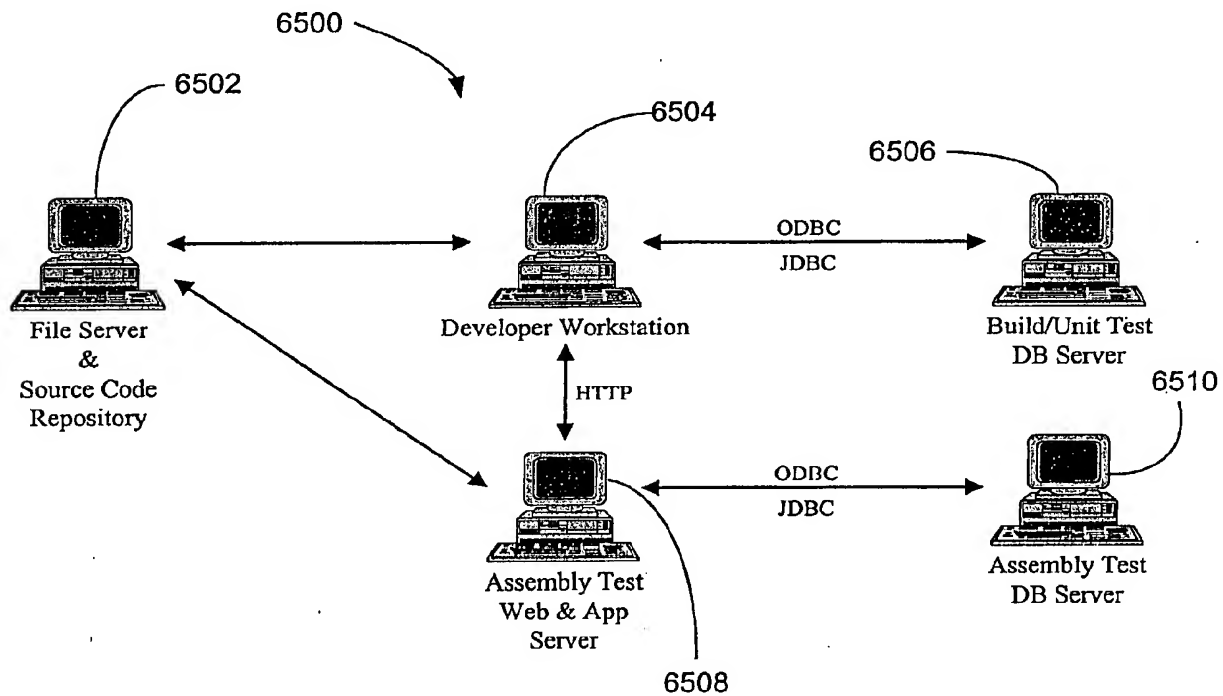 6500
6502
6504
6506
ODBC
JDBC
File Server
&
Source Code
Repository
Developer Workstation
Build/Unit Test
DB Server
HTTP
6510
ODBC
JDBC
Assembly Test
Web & App
Server
Assembly Test
DB Server
6508